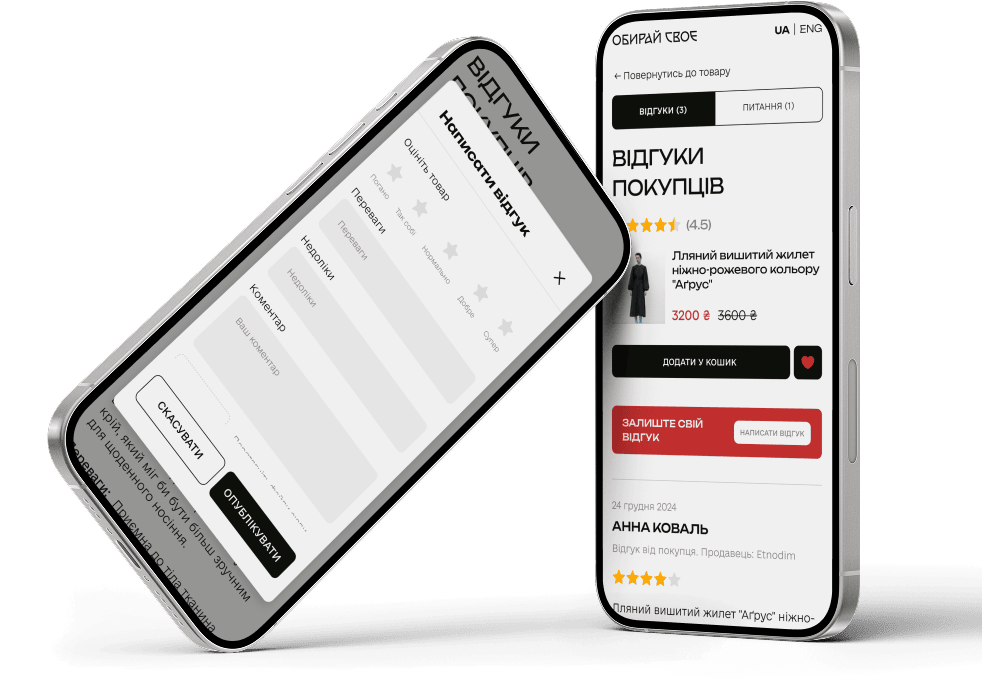 ВІДГУКИ
Написати відгук
Оцініть товар
Погано
Так собі
Нормально
Добре
Супер
Переваги
Переваги
Недоліки
Недоліки
Коментар
Ваш коментар
СКАСУВАТИ
ОПУБЛІКУВАТИ
крій, який міг би бути більш зручним
для щоденного носіння.
Приємна до тіла тканина
ОБИРАЙ СВОЄ
UA | ENG
← Повернутись до товару
ВІДГУКИ (3)
ПИТАННЯ (1)
ВІДГУКИ
ПОКУПЦІВ
(4.5)
Лляний вишитий жилет
ніжно-рожевого кольору
"Аґрус"
3200 ₴ 3600 ₴
ДОДАТИ У КОШИК
ЗАЛИШТЕ СВІЙ
ВІДГУК
НАПИСАТИ ВІДГУК
24 грудня 2024
АННА КОВАЛЬ
Відгук від покупця. Продавець: Etnodim
Лляний вишитий жилет "Аґрус" ніжно-